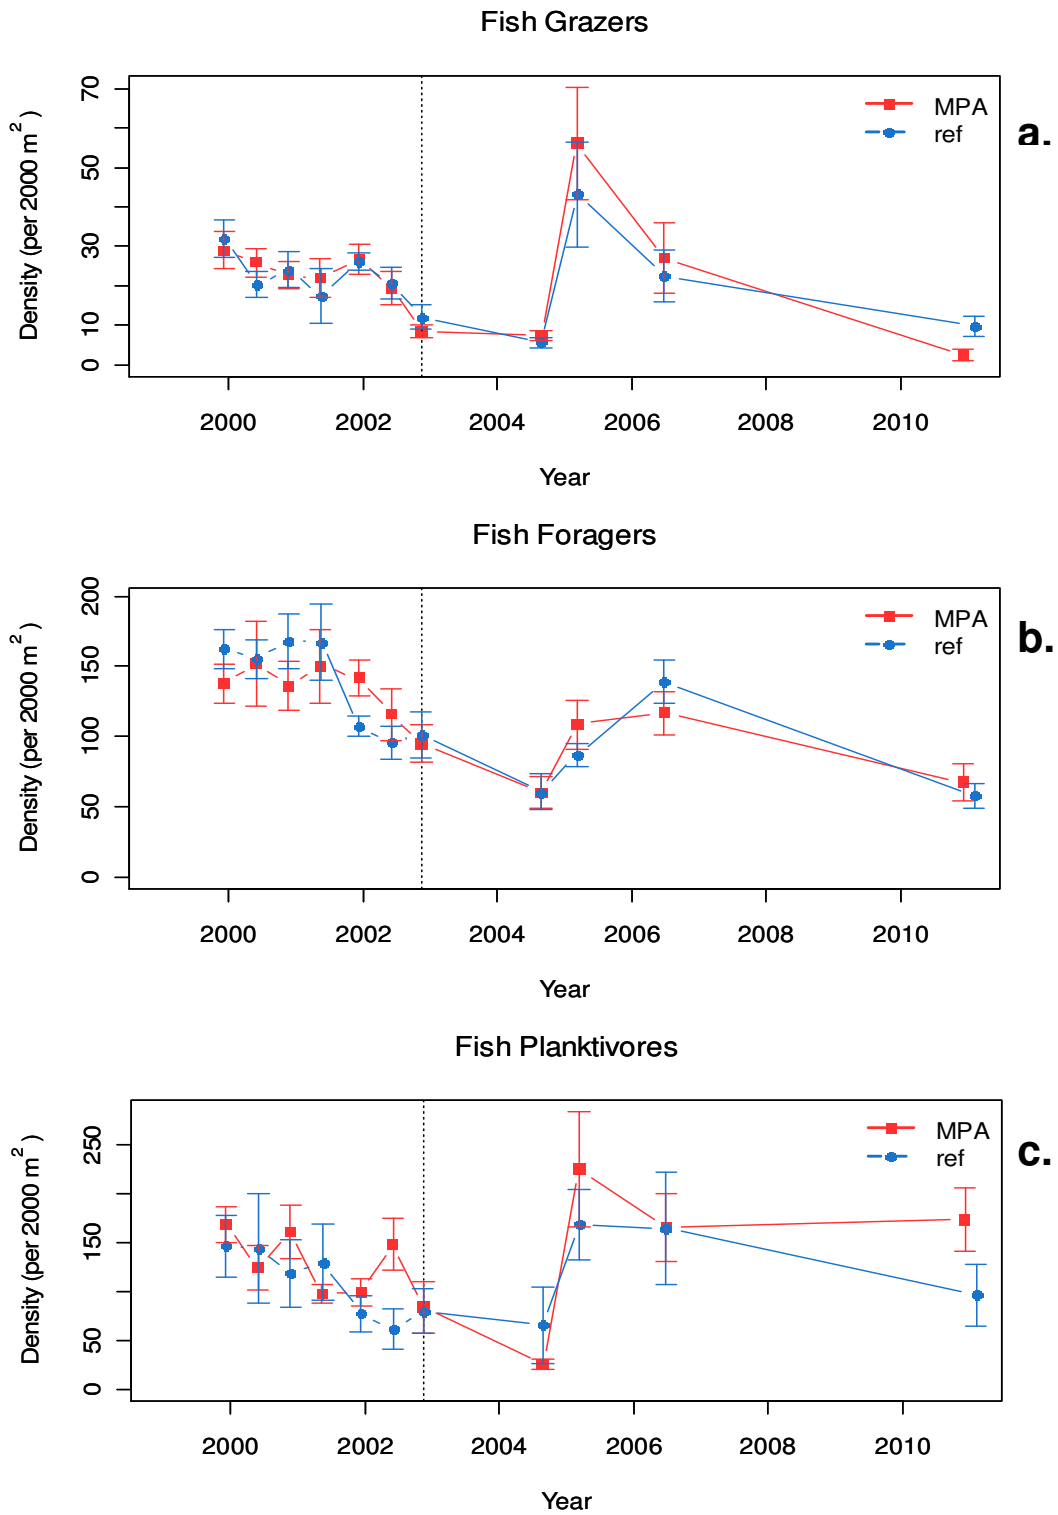 Fish Grazers
Density (per 2000 m2)
70
50
30
10
0
MPA
ref
a.
2000 2002 2004 2006 2008 2010
Year
Fish Foragers
Density (per 2000 m2)
200
150
100
50
0
MPA
ref
b.
2000 2002 2004 2006 2008 2010
Year
Fish Planktivores
Density (per 2000 m2)
250
150
50
0
MPA
ref
c.
2000 2002 2004 2006 2008 2010
Year